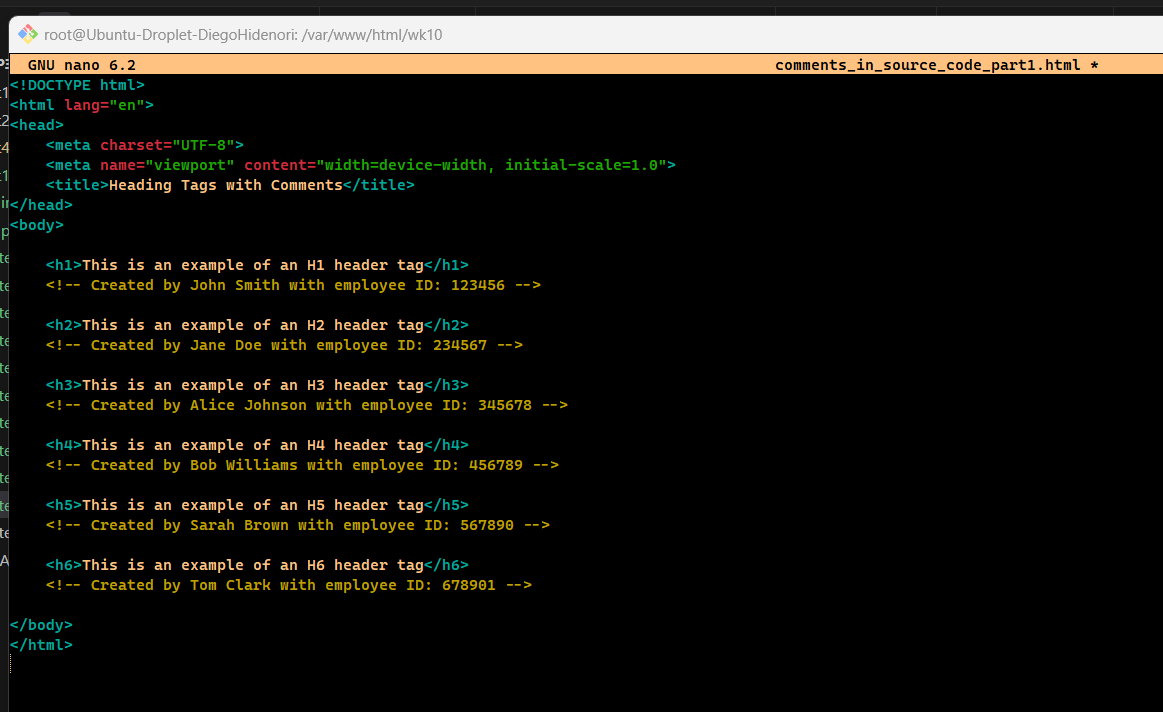 root@Ubuntu-Droplet-DiegoHidenori: /var/www/html/wk10
GNU nano 6.2 comments_in_source_code_part1.html *
<!DOCTYPE html>
<html lang="en">
<head>
    <meta charset="UTF-8">
    <meta name="viewport" content="width=device-width, initial-scale=1.0">
    <title>Heading Tags with Comments</title>
</head>
<body>

    <h1>This is an example of an H1 header tag</h1>
    <!-- Created by John Smith with employee ID: 123456 -->

    <h2>This is an example of an H2 header tag</h2>
    <!-- Created by Jane Doe with employee ID: 234567 -->

    <h3>This is an example of an H3 header tag</h3>
    <!-- Created by Alice Johnson with employee ID: 345678 -->

    <h4>This is an example of an H4 header tag</h4>
    <!-- Created by Bob Williams with employee ID: 456789 -->

    <h5>This is an example of an H5 header tag</h5>
    <!-- Created by Sarah Brown with employee ID: 567890 -->

    <h6>This is an example of an H6 header tag</h6>
    <!-- Created by Tom Clark with employee ID: 678901 -->

</body>
</html>